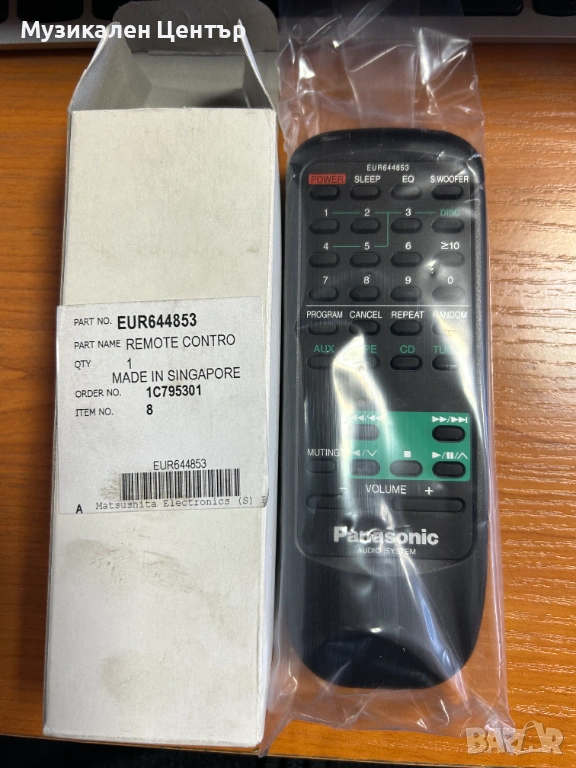 Музикален Център
PART NO. EUR644853
PART NAME REMOTE CONTRO
QTY 1
MADE IN SINGAPORE
ORDER NO. 1C795301
ITEM NO. 8
EUR644853
A Matsushita Electronics (S)
EUR644853
POWER SLEEP EQ S.WOOFER
1 2 3 DISC
4 5 6 ≥10
7 8 9 0
PROGRAM CANCEL REPEAT RANDOM
AUX CD
◀◀/ ▶▶/▶▶|
MUTING ◀/∨ ■ ▶/❚❚/∧
– VOLUME +
Panasonic
AUDIO SYSTEM
BAZAR